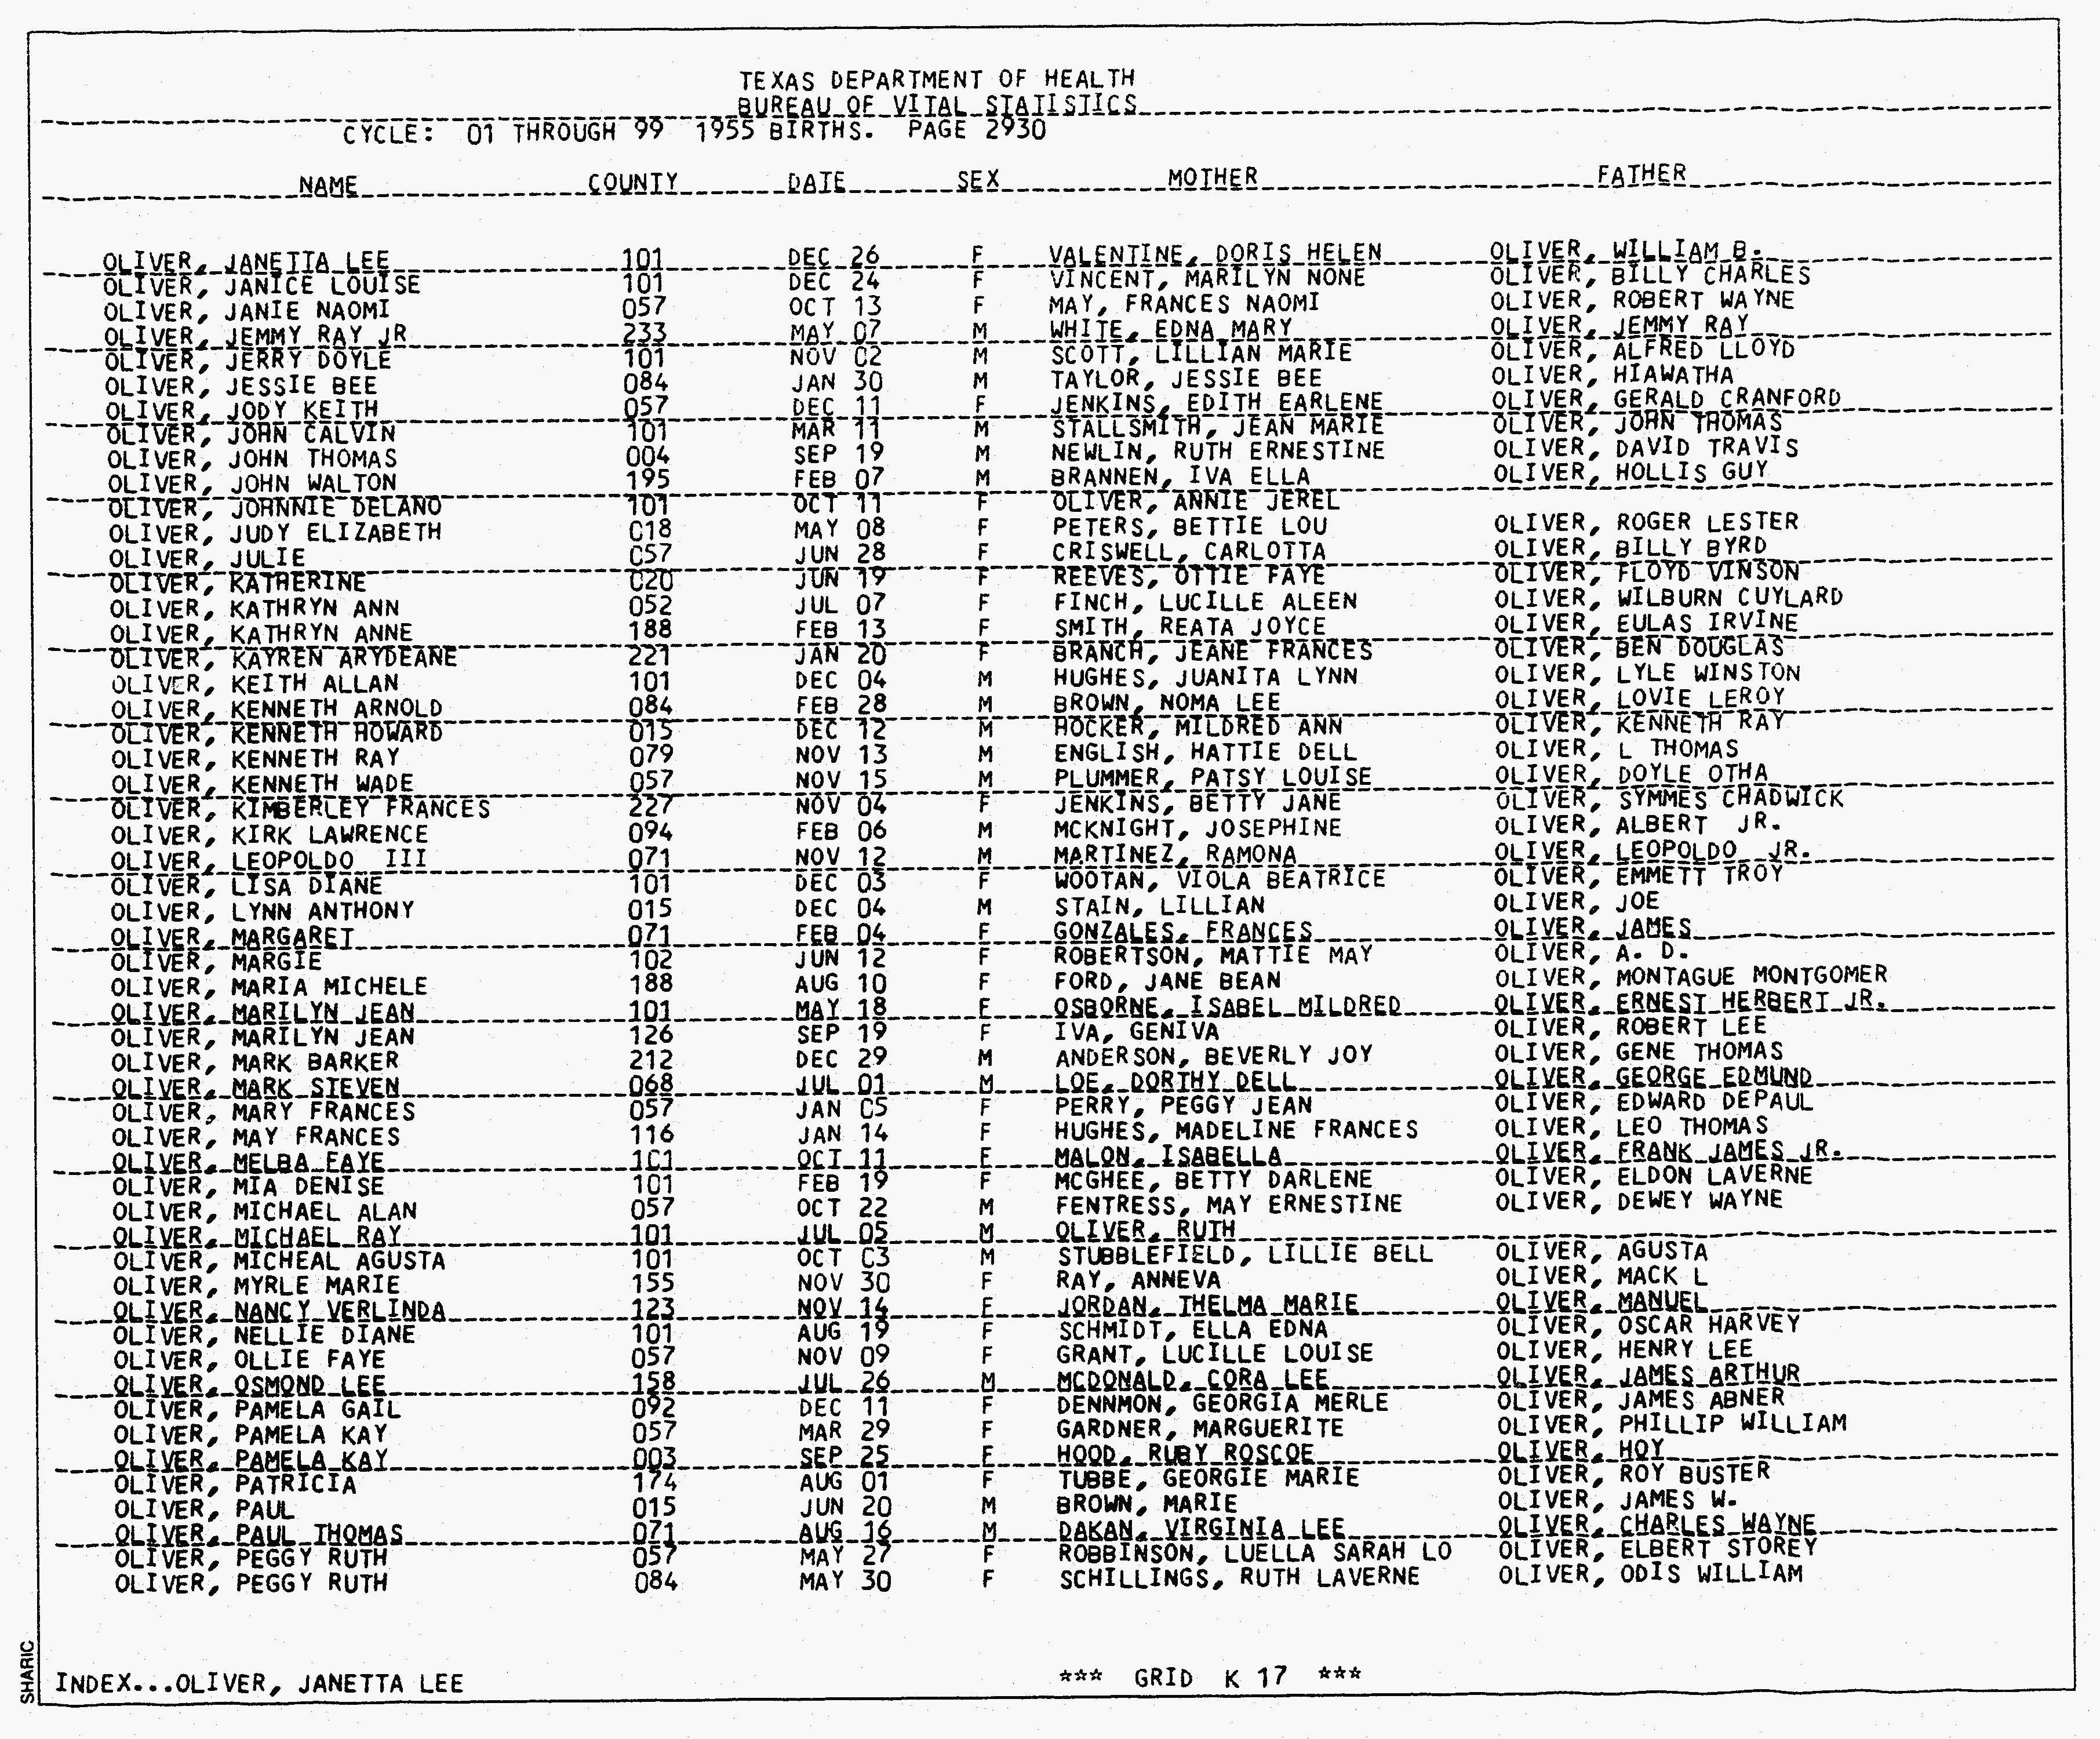 TEXAS DEPARTMENT OF HEALTH
BUREAU OF VITAL STATISTICS
CYCLE: 01 THROUGH 99 1955 BIRTHS. PAGE 2930
NAME COUNTY DATE SEX MOTHER FATHER
OLIVER, JANETTA LEE 101 DEC 26 F VALENTINE, DORIS HELEN OLIVER, WILLIAM B.
OLIVER, JANICE LOUISE 101 DEC 24 F VINCENT, MARILYN NONE OLIVER, BILLY CHARLES
OLIVER, JANIE NAOMI 057 OCT 13 F MAY, FRANCES NAOMI OLIVER, ROBERT WAYNE
OLIVER, JEMMY RAY JR 233 MAY 07 M WHITE, EDNA MARY OLIVER, JEMMY RAY
OLIVER, JERRY DOYLE 101 NOV 02 M SCOTT, LILLIAN MARIE OLIVER, ALFRED LLOYD
OLIVER, JESSIE BEE 084 JAN 30 M TAYLOR, JESSIE BEE OLIVER, HIAWATHA
OLIVER, JODY KEITH 057 DEC 11 F JENKINS, EDITH EARLENE OLIVER, GERALD CRANFORD
OLIVER, JOHN CALVIN 101 MAR 11 M STALLSMITH, JEAN MARIE OLIVER, JOHN THOMAS
OLIVER, JOHN THOMAS 004 SEP 19 M NEWLIN, RUTH ERNESTINE OLIVER, DAVID TRAVIS
OLIVER, JOHN WALTON 195 FEB 07 M BRANNEN, IVA ELLA OLIVER, HOLLIS GUY
OLIVER, JOHNNIE DELANO 101 OCT 11 F OLIVER, ANNIE JEREL
OLIVER, JUDY ELIZABETH 018 MAY 08 F PETERS, BETTIE LOU OLIVER, ROGER LESTER
OLIVER, JULIE 057 JUN 28 F CRISWELL, CARLOTTA OLIVER, BILLY BYRD
OLIVER, KATHERINE 020 JUN 19 F REEVES, OTTIE FAYE OLIVER, FLOYD VINSON
OLIVER, KATHRYN ANN 052 JUL 07 F FINCH, LUCILLE ALEEN OLIVER, WILBURN CUYLARD
OLIVER, KATHRYN ANNE 188 FEB 13 F SMITH, REATA JOYCE OLIVER, EULAS IRVINE
OLIVER, KAYREN ARYDEANE 221 JAN 20 F BRANCH, JEANE FRANCES OLIVER, BEN DOUGLAS
OLIVER, KEITH ALLAN 101 DEC 04 M HUGHES, JUANITA LYNN OLIVER, LYLE WINSTON
OLIVER, KENNETH ARNOLD 084 FEB 28 M BROWN, NOMA LEE OLIVER, LOVIE LEROY
OLIVER, KENNETH HOWARD 015 DEC 12 M HOCKER, MILDRED ANN OLIVER, KENNETH RAY
OLIVER, KENNETH RAY 079 NOV 13 M ENGLISH, HATTIE DELL OLIVER, L THOMAS
OLIVER, KENNETH WADE 057 NOV 15 M PLUMMER, PATSY LOUISE OLIVER, DOYLE OTHA
OLIVER, KIMBERLEY FRANCES 227 NOV 04 F JENKINS, BETTY JANE OLIVER, SYMMES CHADWICK
OLIVER, KIRK LAWRENCE 094 FEB 06 M MCKNIGHT, JOSEPHINE OLIVER, ALBERT JR.
OLIVER, LEOPOLDO III 071 NOV 12 M MARTINEZ, RAMONA OLIVER, LEOPOLDO JR.
OLIVER, LISA DIANE 101 DEC 03 F WOOTAN, VIOLA BEATRICE OLIVER, EMMETT TROY
OLIVER, LYNN ANTHONY 015 DEC 04 M STAIN, LILLIAN OLIVER, JOE
OLIVER, MARGARET 071 FEB 04 F GONZALES, FRANCES OLIVER, JAMES
OLIVER, MARGIE 102 JUN 12 F ROBERTSON, MATTIE MAY OLIVER, A. D.
OLIVER, MARIA MICHELE 188 AUG 10 F FORD, JANE BEAN OLIVER, MONTAGUE MONTGOMER
OLIVER, MARILYN JEAN 101 MAY 18 F OSBORNE, ISABEL MILDRED OLIVER, ERNEST HERBERT JR.
OLIVER, MARILYN JEAN 126 SEP 19 F IVA, GENIVA OLIVER, ROBERT LEE
OLIVER, MARK BARKER 212 DEC 29 M ANDERSON, BEVERLY JOY OLIVER, GENE THOMAS
OLIVER, MARK STEVEN 068 JUL 01 M LOE, DORTHY DELL OLIVER, GEORGE EDMUND
OLIVER, MARY FRANCES 057 JAN 05 F PERRY, PEGGY JEAN OLIVER, EDWARD DEPAUL
OLIVER, MAY FRANCES 116 JAN 14 F HUGHES, MADELINE FRANCES OLIVER, LEO THOMAS
OLIVER, MELBA FAYE 101 OCT 11 F MALON, ISABELLA OLIVER, FRANK JAMES JR.
OLIVER, MIA DENISE 101 FEB 19 F MCGHEE, BETTY DARLENE OLIVER, ELDON LAVERNE
OLIVER, MICHAEL ALAN 057 OCT 22 M FENTRESS, MAY ERNESTINE OLIVER, DEWEY WAYNE
OLIVER, MICHAEL RAY 101 JUL 05 M OLIVER, RUTH
OLIVER, MICHEAL AGUSTA 101 OCT 03 M STUBBLEFIELD, LILLIE BELL OLIVER, AGUSTA
OLIVER, MYRLE MARIE 155 NOV 30 F RAY, ANNEVA OLIVER, MACK L
OLIVER, NANCY VERLINDA 123 NOV 14 F JORDAN, THELMA MARIE OLIVER, MANUEL
OLIVER, NELLIE DIANE 101 AUG 19 F SCHMIDT, ELLA EDNA OLIVER, OSCAR HARVEY
OLIVER, OLLIE FAYE 057 NOV 09 F GRANT, LUCILLE LOUISE OLIVER, HENRY LEE
OLIVER, OSMOND LEE 158 JUL 26 M MCDONALD, CORA LEE OLIVER, JAMES ARTHUR
OLIVER, PAMELA GAIL 092 DEC 11 F DENNMON, GEORGIA MERLE OLIVER, JAMES ABNER
OLIVER, PAMELA KAY 057 MAR 29 F GARDNER, MARGUERITE OLIVER, PHILLIP WILLIAM
OLIVER, PAMELA KAY 003 SEP 25 F HOOD, RUBY ROSCOE OLIVER, HOY
OLIVER, PATRICIA 174 AUG 01 F TUBBE, GEORGIE MARIE OLIVER, ROY BUSTER
OLIVER, PAUL 015 JUN 20 M BROWN, MARIE OLIVER, JAMES W.
OLIVER, PAUL THOMAS 071 AUG 16 M DAKAN, VIRGINIA LEE OLIVER, CHARLES WAYNE
OLIVER, PEGGY RUTH 057 MAY 27 F ROBBINSON, LUELLA SARAH LO OLIVER, ELBERT STOREY
OLIVER, PEGGY RUTH 084 MAY 30 F SCHILLINGS, RUTH LAVERNE OLIVER, ODIS WILLIAM
SHARIC
INDEX...OLIVER, JANETTA LEE *** GRID K 17 ***